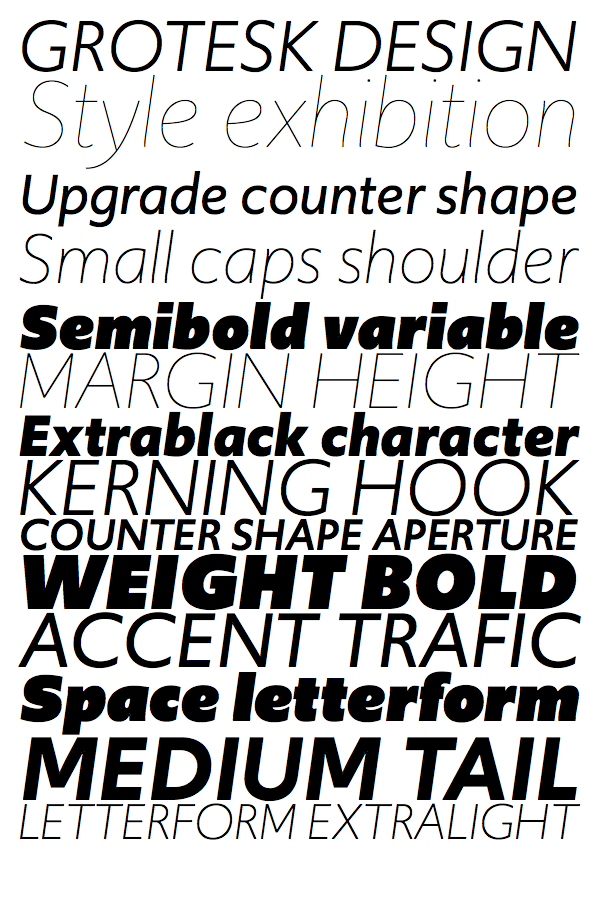 GROTESK DESIGN
Style exhibition
Upgrade counter shape
Small caps shoulder
Semibold variable
MARGIN HEIGHT
Extrablack character
KERNING HOOK
COUNTER SHAPE APERTURE
WEIGHT BOLD
ACCENT TRAFIC
Space letterform
MEDIUM TAIL
LETTERFORM EXTRALIGHT